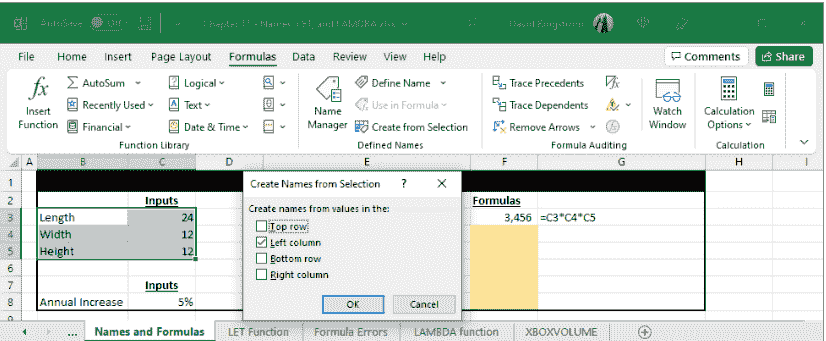 AutoSave Off
File Home Insert Page Layout Formulas Data Review View Help Comments Share
fx Insert Function
AutoSum
Recently Used
Financial
Logical
Text
Date & Time
Function Library
Name Manager
Define Name
Use in Formula
Create from Selection
Defined Names
Trace Precedents
Trace Dependents
Remove Arrows
Formula Auditing
Watch Window
Calculation Options
Calculation
A B C D E F G H I
1
2 Inputs Formulas
3 Length 24 3,456 =C3*C4*C5
4 Width 12
5 Height 12
6
7 Inputs
8 Annual Increase 5%
9
Create Names from Selection ? X
Create names from values in the:
Top row
Left column
Bottom row
Right column
OK Cancel
... Names and Formulas LET Function Formula Errors LAMBDA function XBOXVOLUME